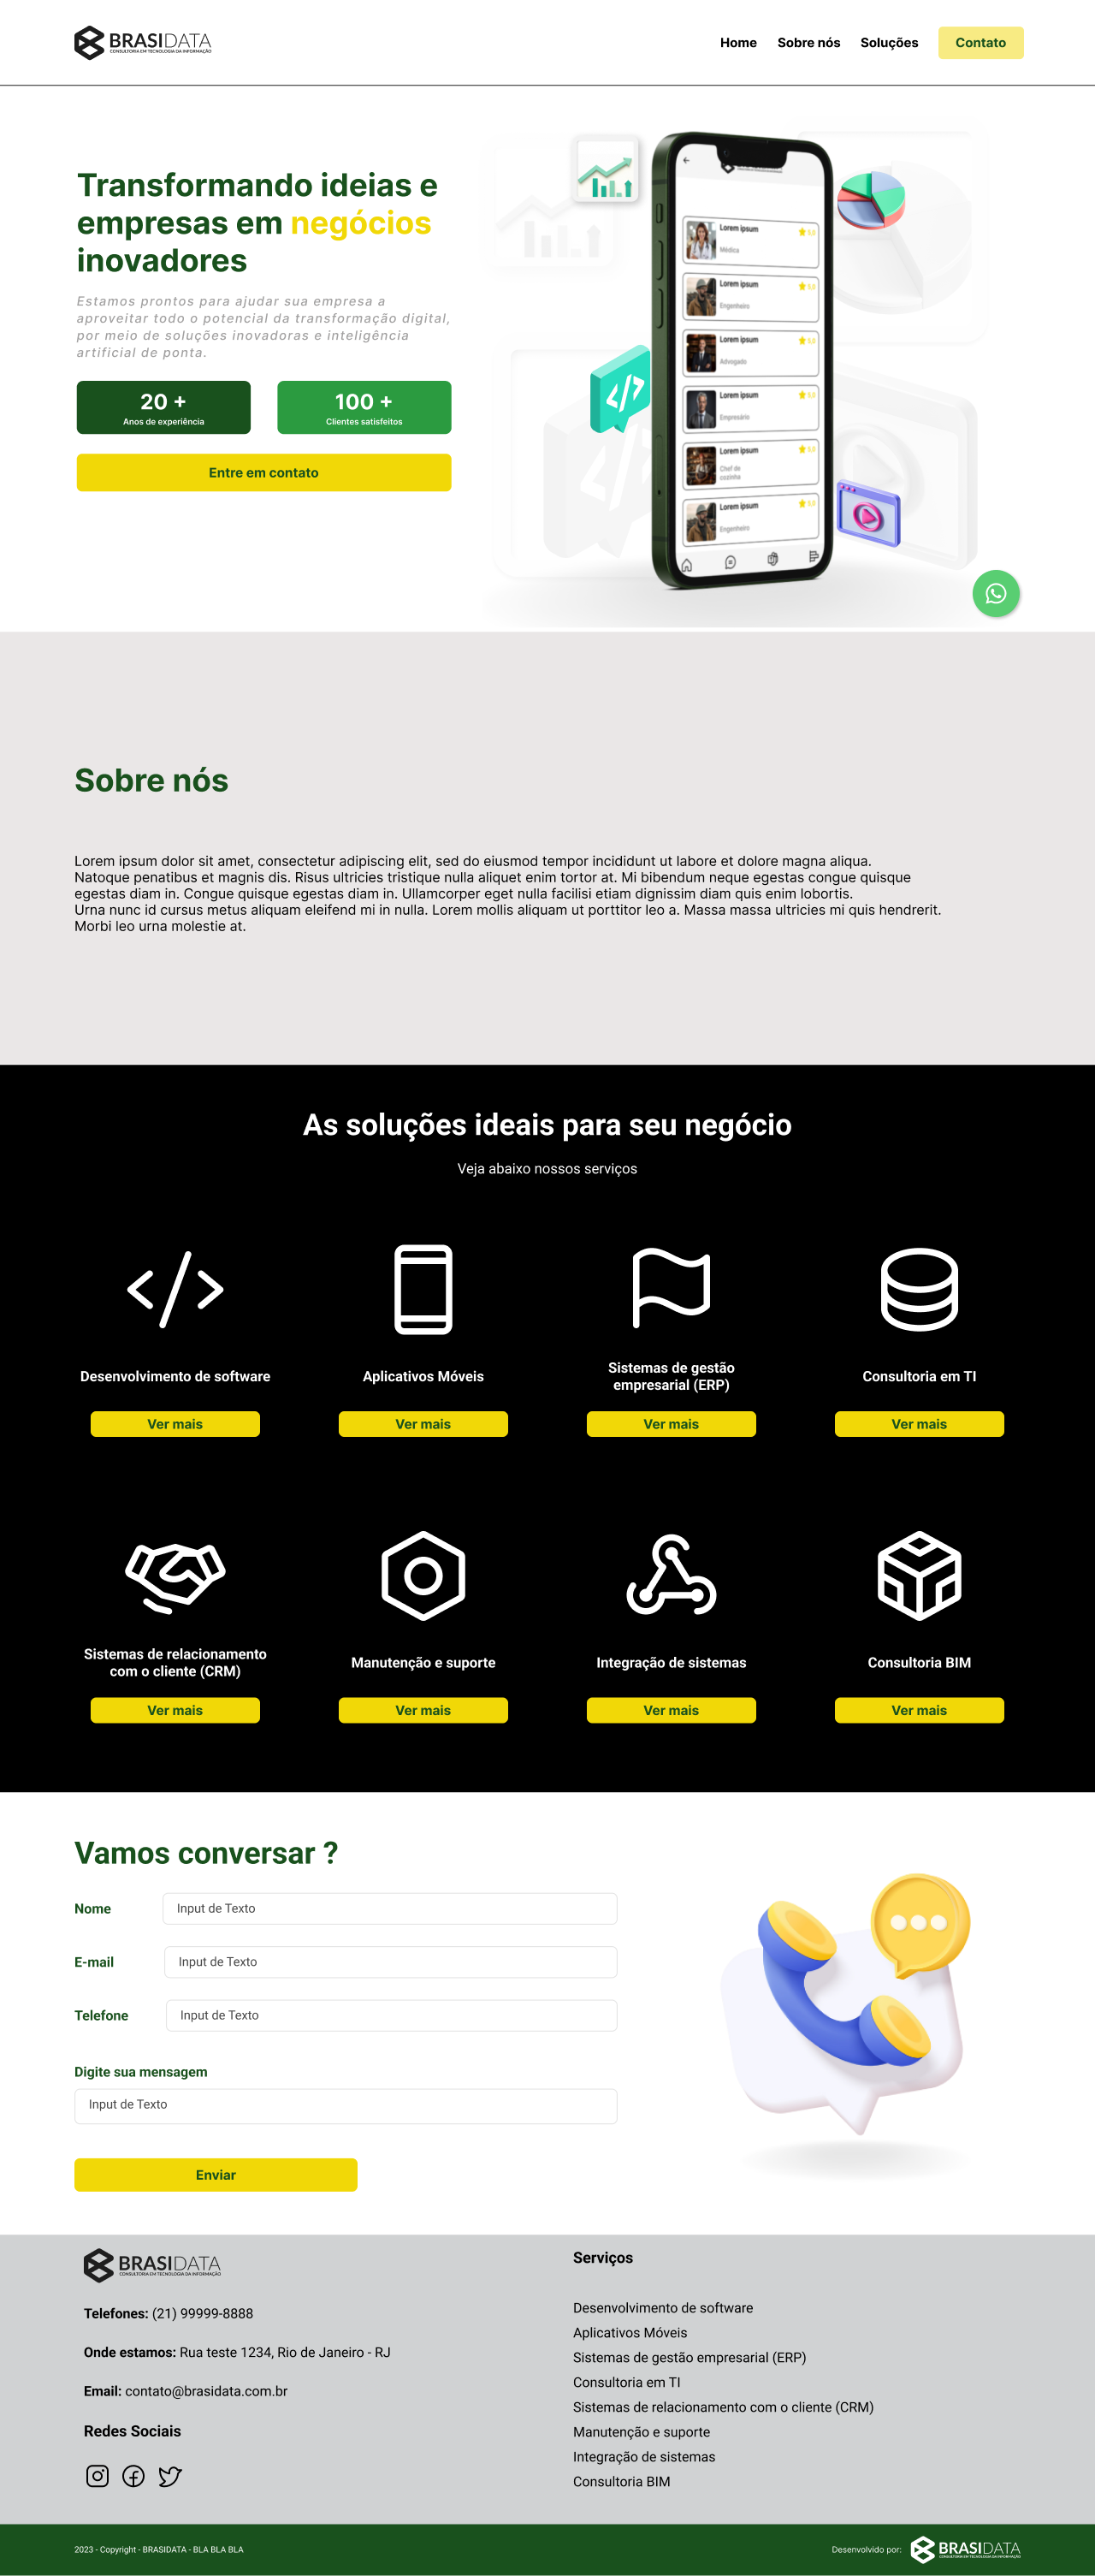 BRASIDATA
CONSULTORIA EM TECNOLOGIA DA INFORMAÇÃO
Home
Sobre nós
Soluções
Contato
Transformando ideias e
empresas em negócios
inovadores
Estamos prontos para ajudar sua empresa a
aproveitar todo o potencial da transformação digital,
por meio de soluções inovadoras e inteligência
artificial de ponta.
20 +
Anos de experiência
100 +
Clientes satisfeitos
Entre em contato
Lorem ipsum
5.0
Médica
Lorem ipsum
5.0
Engenheiro
Lorem ipsum
5.0
Advogado
Lorem ipsum
5.0
Empresário
Lorem ipsum
5.0
Chef de
cozinha
Lorem ipsum
5.0
Engenheiro
Sobre nós
Lorem ipsum dolor sit amet, consectetur adipiscing elit, sed do eiusmod tempor incididunt ut labore et dolore magna aliqua.
Natoque penatibus et magnis dis. Risus ultricies tristique nulla aliquet enim tortor at. Mi bibendum neque egestas congue quisque
egestas diam in. Congue quisque egestas diam in. Ullamcorper eget nulla facilisi etiam dignissim diam quis enim lobortis.
Urna nunc id cursus metus aliquam eleifend mi in nulla. Lorem mollis aliquam ut porttitor leo a. Massa massa ultricies mi quis hendrerit.
Morbi leo urna molestie at.
As soluções ideais para seu negócio
Veja abaixo nossos serviços
Desenvolvimento de software
Ver mais
Aplicativos Móveis
Ver mais
Sistemas de gestão
empresarial (ERP)
Ver mais
Consultoria em TI
Ver mais
Sistemas de relacionamento
com o cliente (CRM)
Ver mais
Manutenção e suporte
Ver mais
Integração de sistemas
Ver mais
Consultoria BIM
Ver mais
Vamos conversar ?
Nome
Input de Texto
E-mail
Input de Texto
Telefone
Input de Texto
Digite sua mensagem
Input de Texto
Enviar
BRASIDATA
CONSULTORIA EM TECNOLOGIA DA INFORMAÇÃO
Telefones: (21) 99999-8888
Onde estamos: Rua teste 1234, Rio de Janeiro - RJ
Email: contato@brasidata.com.br
Redes Sociais
Serviços
Desenvolvimento de software
Aplicativos Móveis
Sistemas de gestão empresarial (ERP)
Consultoria em TI
Sistemas de relacionamento com o cliente (CRM)
Manutenção e suporte
Integração de sistemas
Consultoria BIM
2023 - Copyright - BRASIDATA - BLA BLA BLA
Desenvolvido por:
BRASIDATA
CONSULTORIA EM TECNOLOGIA DA INFORMAÇÃO